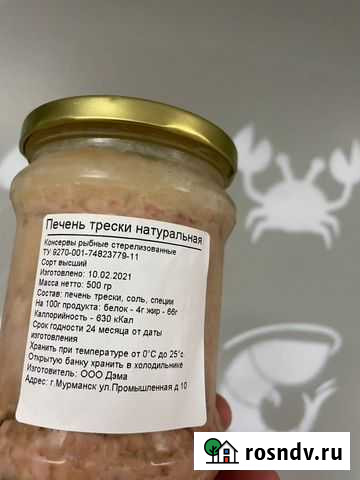 Печень трески натуральная
Консервы рыбные стерелизованные
ТУ 9270-001-74823779-11
Сорт высший
Изготовлено: 10.02.2021
Масса нетто: 500 гр
Состав: печень трески, соль, специи
На 100г продукта: белок - 4г жир - 66г
Каллорийность - 630 кКал
Срок годности 24 месяца от даты
изготовления
Хранить при температуре от 0°С до 25°с
Открытую банку хранить в холодильнике
Изготовитель: ООО Дэма
Адрес: г.Мурманск ул.Промышленная д.10
rosndv.ru